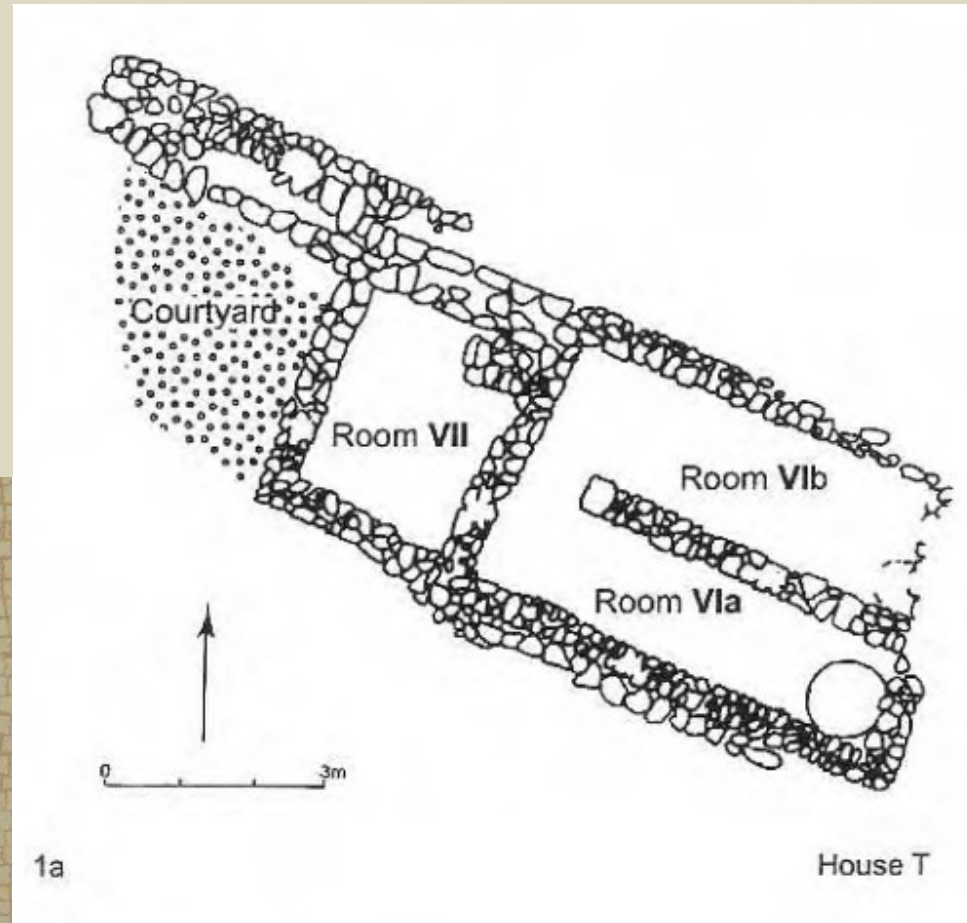 Courtyard
Room VII
Room VIb
Room VIa
0 3m
1a
House T